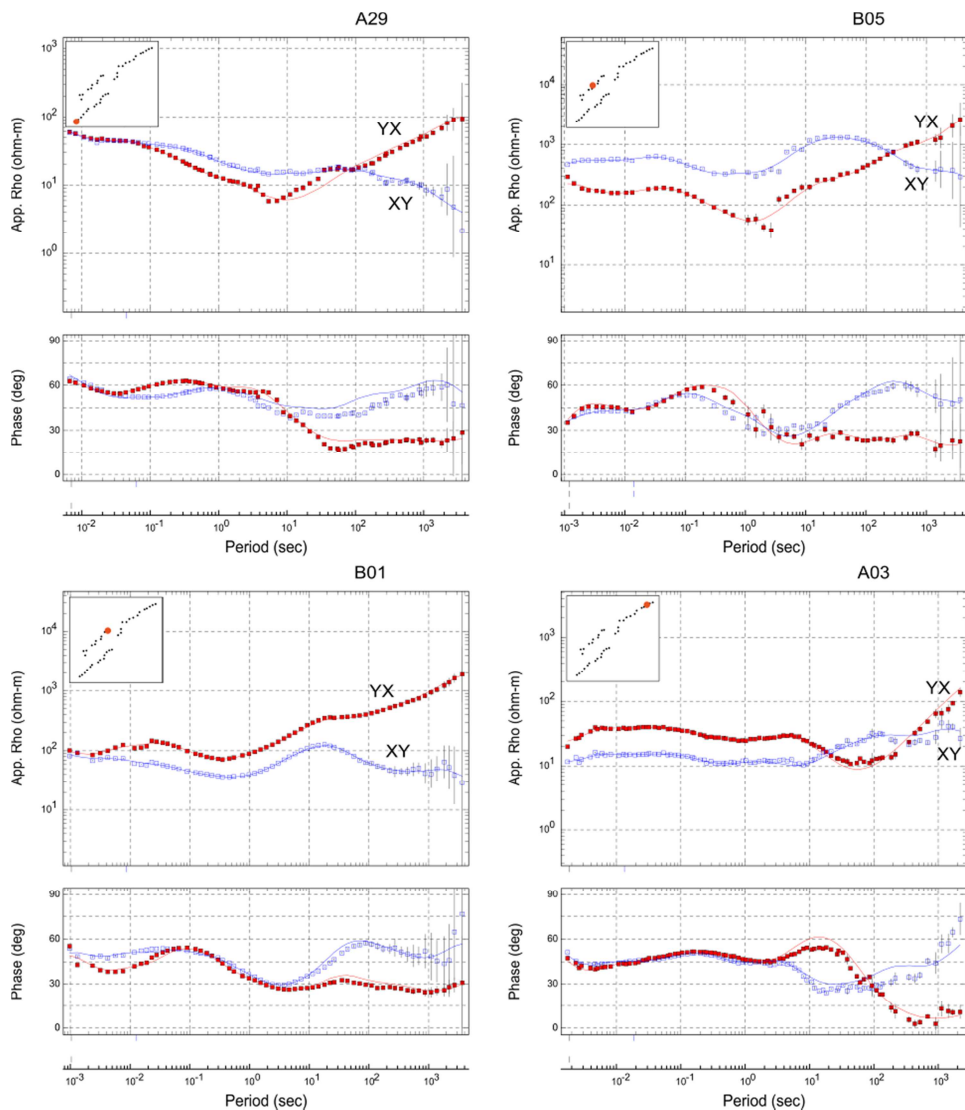 A29
B05
App. Rho (ohm-m)
10³
10²
10¹
10⁰
YX
XY
App. Rho (ohm-m)
10⁴
10³
10²
10¹
YX
XY
Phase (deg)
90
60
30
0
10⁻² 10⁻¹ 10⁰ 10¹ 10² 10³
Period (sec)
Phase (deg)
90
60
30
0
10⁻³ 10⁻² 10⁻¹ 10⁰ 10¹ 10² 10³
Period (sec)
B01
A03
App. Rho (ohm-m)
10⁴
10³
10²
10¹
YX
XY
App. Rho (ohm-m)
10³
10²
10¹
10⁰
YX
XY
Phase (deg)
90
60
30
0
10⁻³ 10⁻² 10⁻¹ 10⁰ 10¹ 10² 10³
Period (sec)
Phase (deg)
90
60
30
0
10⁻² 10⁻¹ 10⁰ 10¹ 10² 10³
Period (sec)